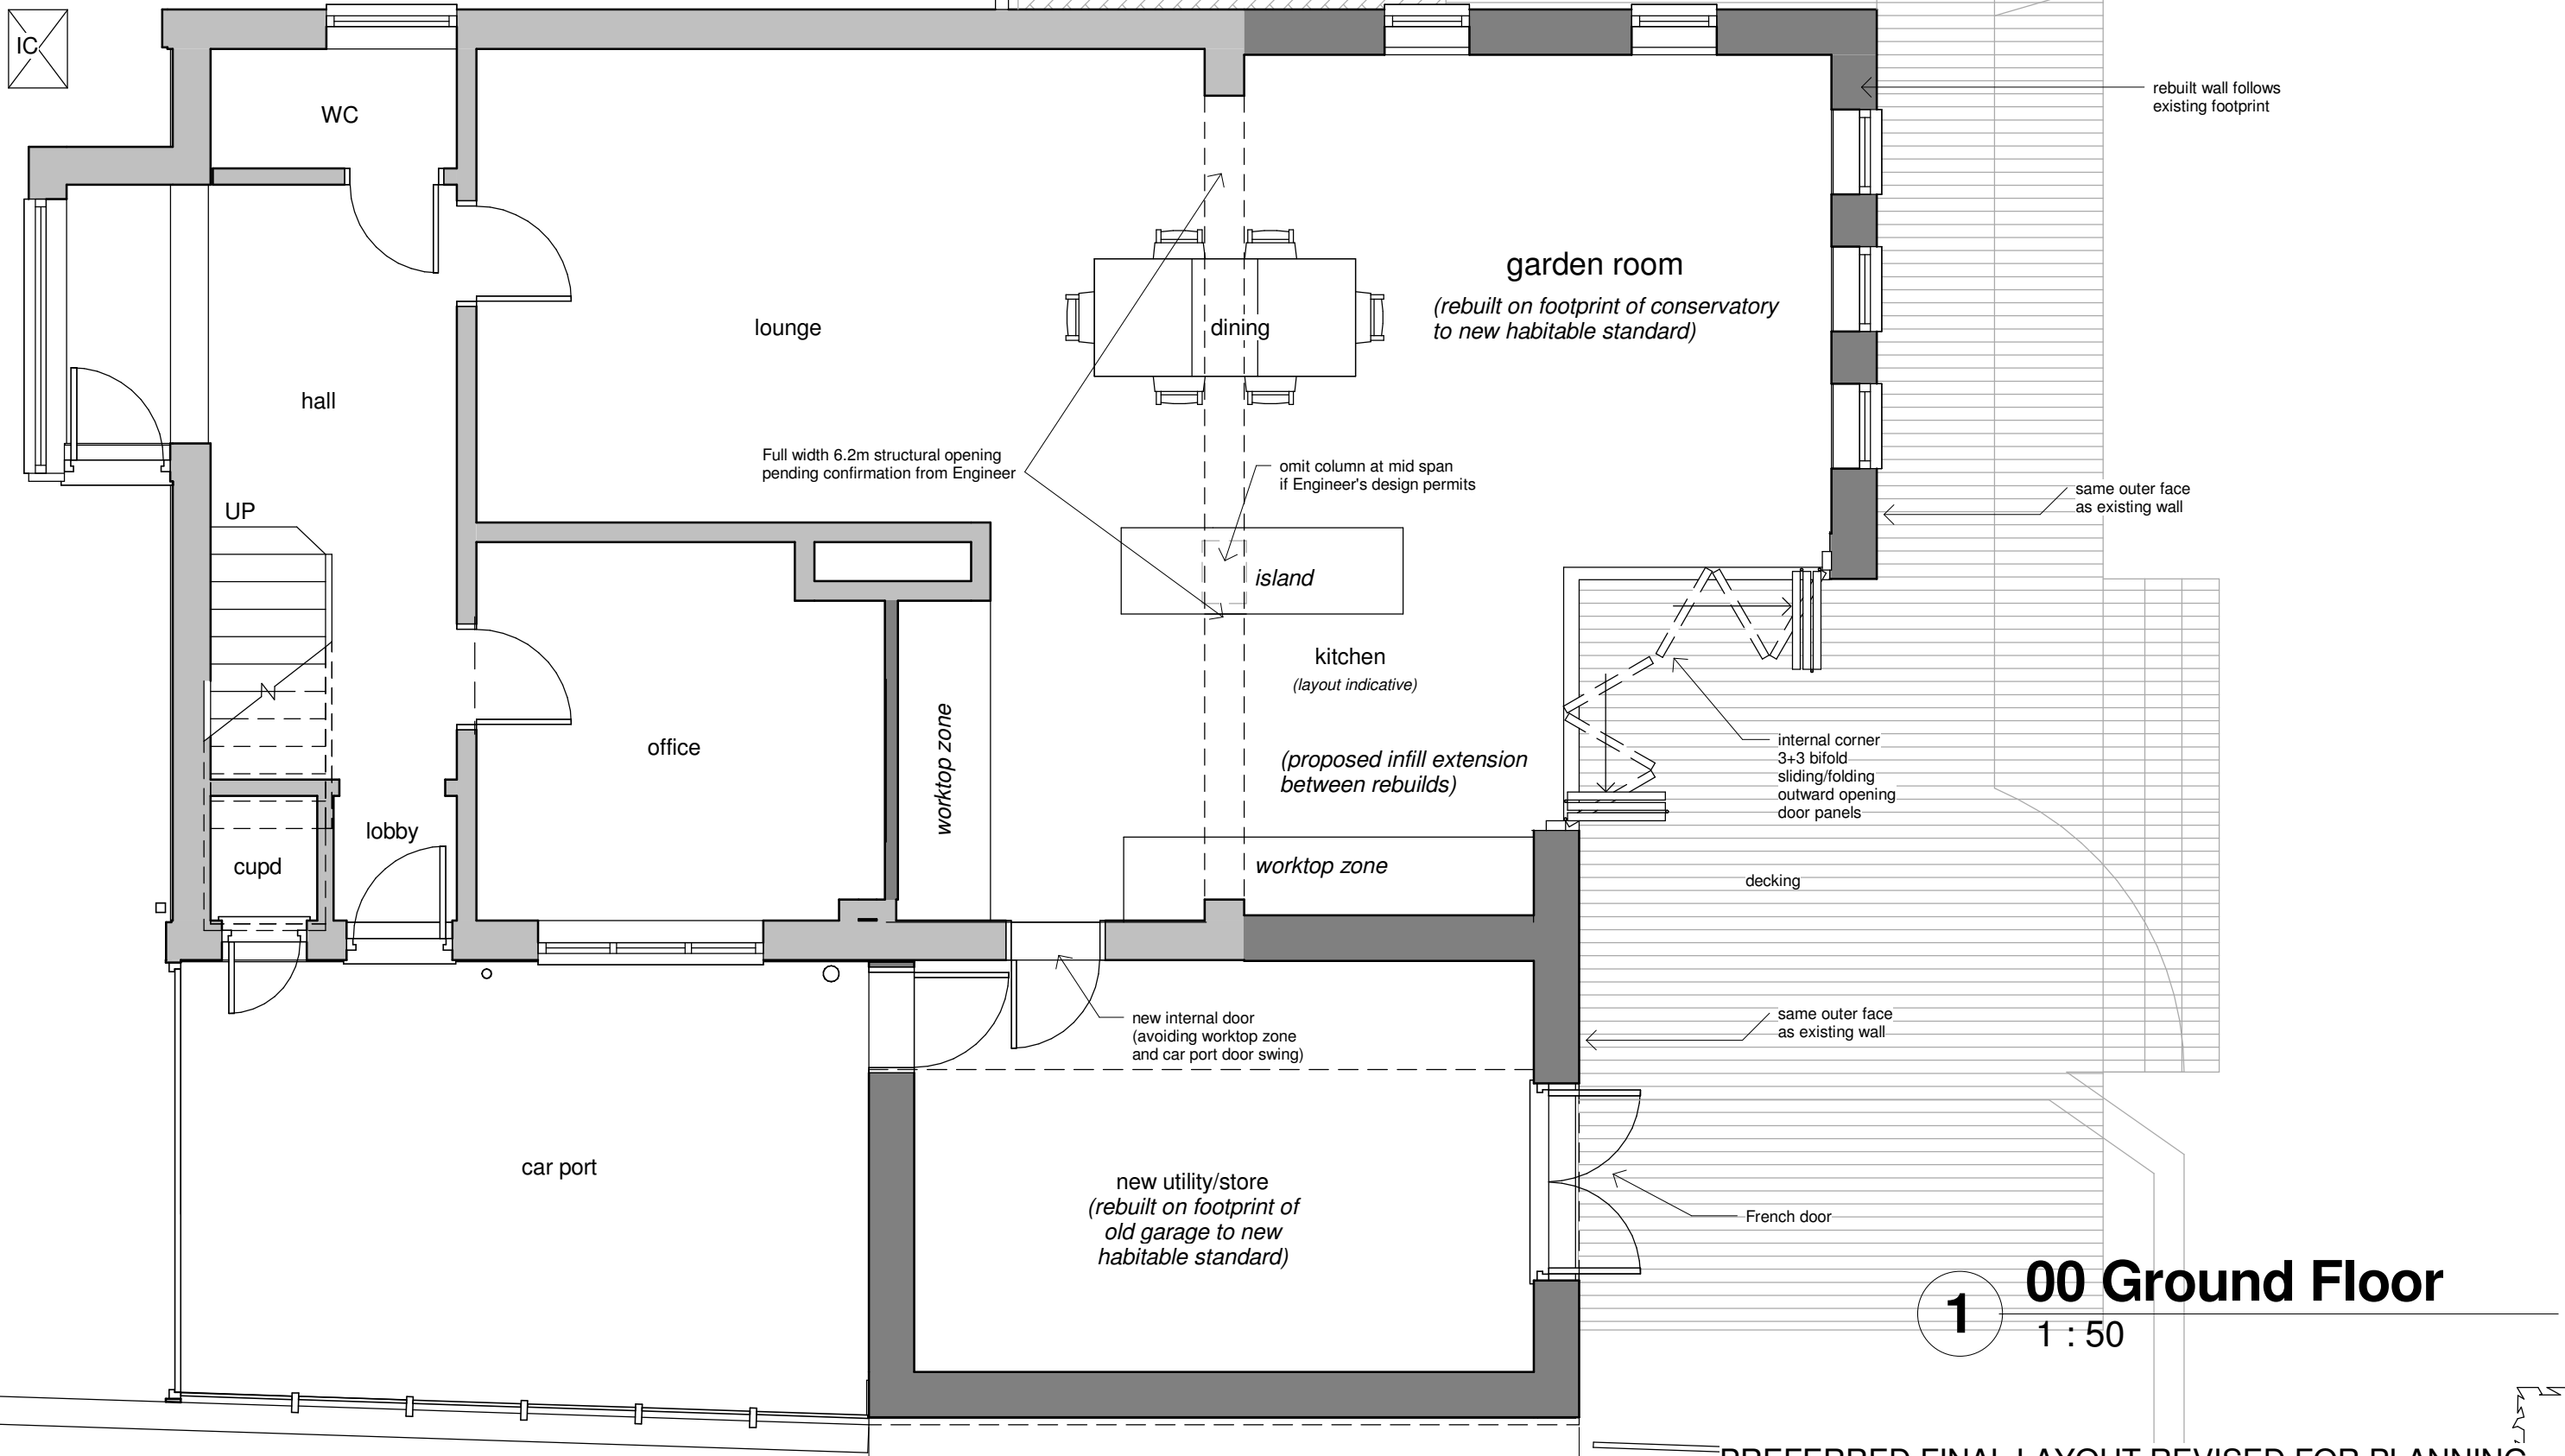 IC
WC
rebuilt wall follows
existing footprint
garden room
(rebuilt on footprint of conservatory
to new habitable standard)
lounge
dining
hall
Full width 6.2m structural opening
pending confirmation from Engineer
omit column at mid span
if Engineer's design permits
same outer face
as existing wall
UP
island
kitchen
(layout indicative)
office
worktop zone
(proposed infill extension
between rebuilds)
internal corner
3+3 bifold
sliding/folding
outward opening
door panels
lobby
cupd
worktop zone
decking
new internal door
(avoiding worktop zone
and car port door swing)
same outer face
as existing wall
car port
new utility/store
(rebuilt on footprint of
old garage to new
habitable standard)
French door
1
00 Ground Floor
1 : 50
PREFERRED FINAL LAYOUT REVISED FOR PLANNING